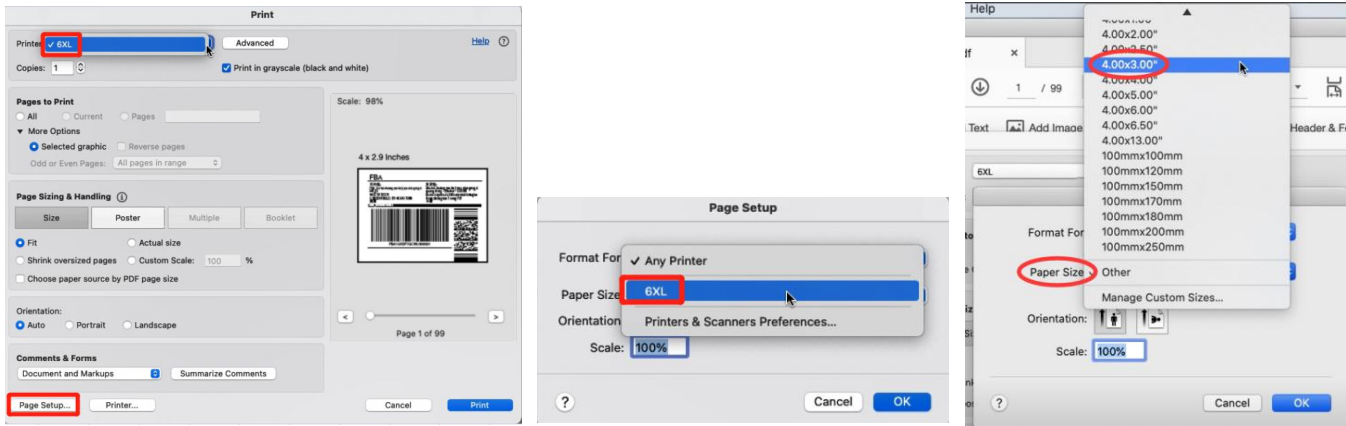 Print
Printer ✓ 6XL Advanced Help ?
Copies: 1 Print in grayscale (black and white)
Pages to Print
All Current Pages
More Options
Selected graphic Reverse pages
Odd or Even Pages: All pages in range
Page Sizing & Handling
Size Poster Multiple Booklet
Fit Actual size
Shrink oversized pages Custom Scale: 100 %
Choose paper source by PDF page size
Orientation:
Auto Portrait Landscape
Comments & Forms
Document and Markups Summarize Comments
Page Setup... Printer... Cancel Print
Scale: 98%
4 x 2.9 Inches
FBA
< >
Page 1 of 99
Page Setup
Format For
✓ Any Printer
6XL
Printers & Scanners Preferences...
Paper Size
Orientation
Scale: 100%
? Cancel OK
Help
df ×
1 / 99
Text Add Image Header & F
6XL
4.00x2.00"
4.00x2.50"
4.00x3.00"
4.00x4.00"
4.00x5.00"
4.00x6.00"
4.00x6.50"
4.00x13.00"
100mmx100mm
100mmx120mm
100mmx150mm
100mmx170mm
100mmx180mm
100mmx200mm
100mmx250mm
Other
Manage Custom Sizes...
Format For
Paper Size
Orientation:
Scale: 100%
? Cancel OK